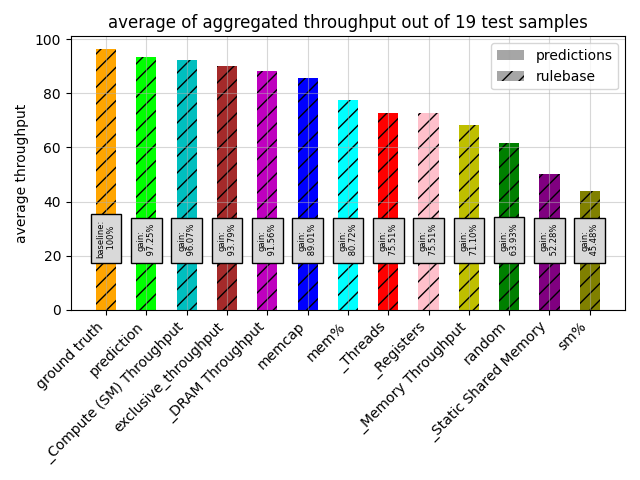 average of aggregated throughput out of 19 test samples
average throughput
100
80
60
40
20
0
predictions
rulebase
baseline:
100%
gain:
97.25%
gain:
96.07%
gain:
93.79%
gain:
91.56%
gain:
89.01%
gain:
80.72%
gain:
75.51%
gain:
75.51%
gain:
71.10%
gain:
63.93%
gain:
52.28%
gain:
45.48%
ground truth
prediction
_Compute (SM) Throughput
exclusive_throughput
_DRAM Throughput
memcap
mem%
_Threads
_Registers
_Memory Throughput
random
_Static Shared Memory
sm%